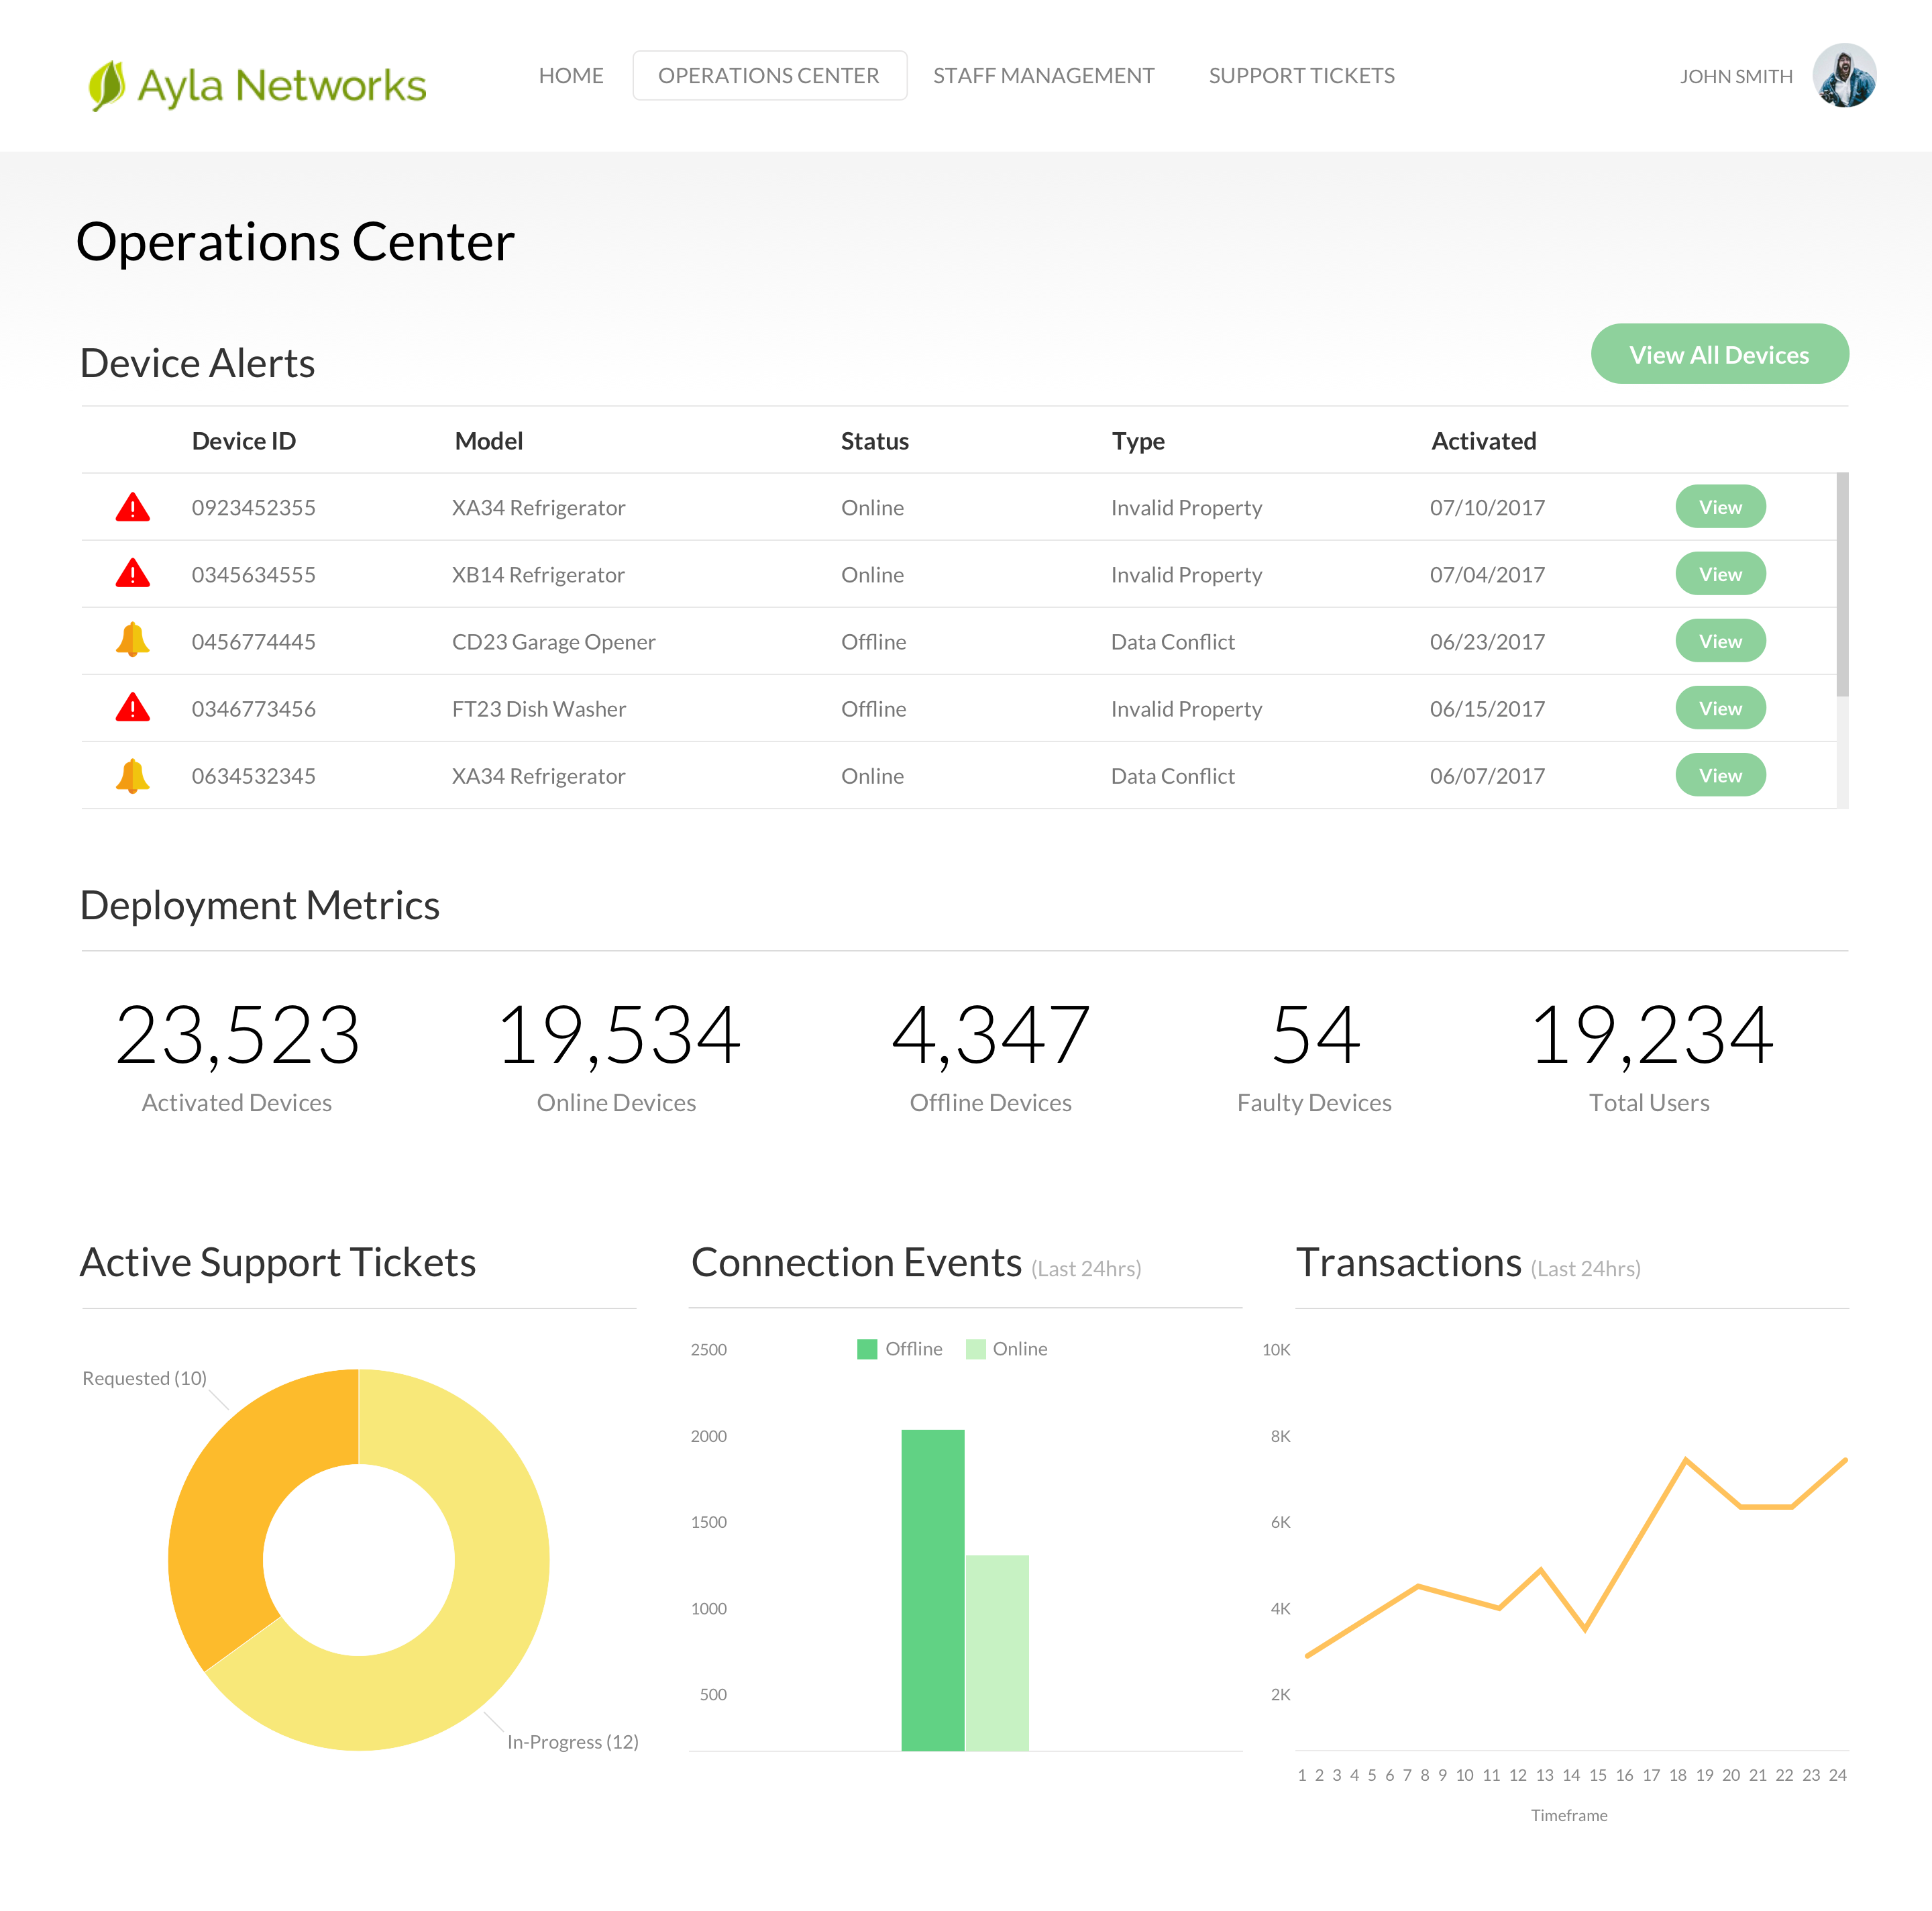 Ayla Networks
HOME OPERATIONS CENTER STAFF MANAGEMENT SUPPORT TICKETS JOHN SMITH
Operations Center
Device Alerts View All Devices
Device ID Model Status Type Activated
0923452355 XA34 Refrigerator Online Invalid Property 07/10/2017 View
0345634555 XB14 Refrigerator Online Invalid Property 07/04/2017 View
0456774445 CD23 Garage Opener Offline Data Conflict 06/23/2017 View
0346773456 FT23 Dish Washer Offline Invalid Property 06/15/2017 View
0634532345 XA34 Refrigerator Online Data Conflict 06/07/2017 View
Deployment Metrics
23,523 19,534 4,347 54 19,234
Activated Devices Online Devices Offline Devices Faulty Devices Total Users
Active Support Tickets
Requested (10)
In-Progress (12)
Connection Events (Last 24hrs)
Offline Online
2500
2000
1500
1000
500
Transactions (Last 24hrs)
10K
8K
6K
4K
2K
1 2 3 4 5 6 7 8 9 10 11 12 13 14 15 16 17 18 19 20 21 22 23 24
Timeframe